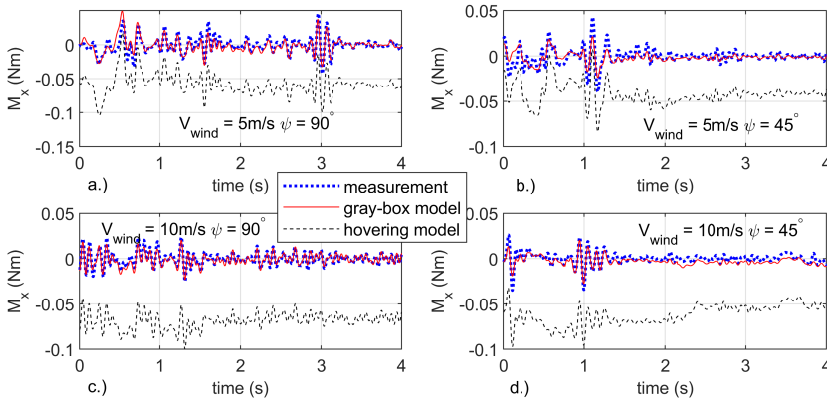 0.05
0
-0.05
-0.1
-0.15
M_x (Nm)
V_wind = 5m/s ψ = 90°
0 1 2 3 4
a.) time (s)
0.05
0
-0.05
-0.1
M_x (Nm)
V_wind = 5m/s ψ = 45°
0 1 2 3 4
b.) time (s)
measurement
gray-box model
hovering model
0.05
0
-0.05
-0.1
M_x (Nm)
V_wind = 10m/s ψ = 90°
0 1 2 3 4
c.) time (s)
0.05
0
-0.05
-0.1
M_x (Nm)
V_wind = 10m/s ψ = 45°
0 1 2 3 4
d.) time (s)